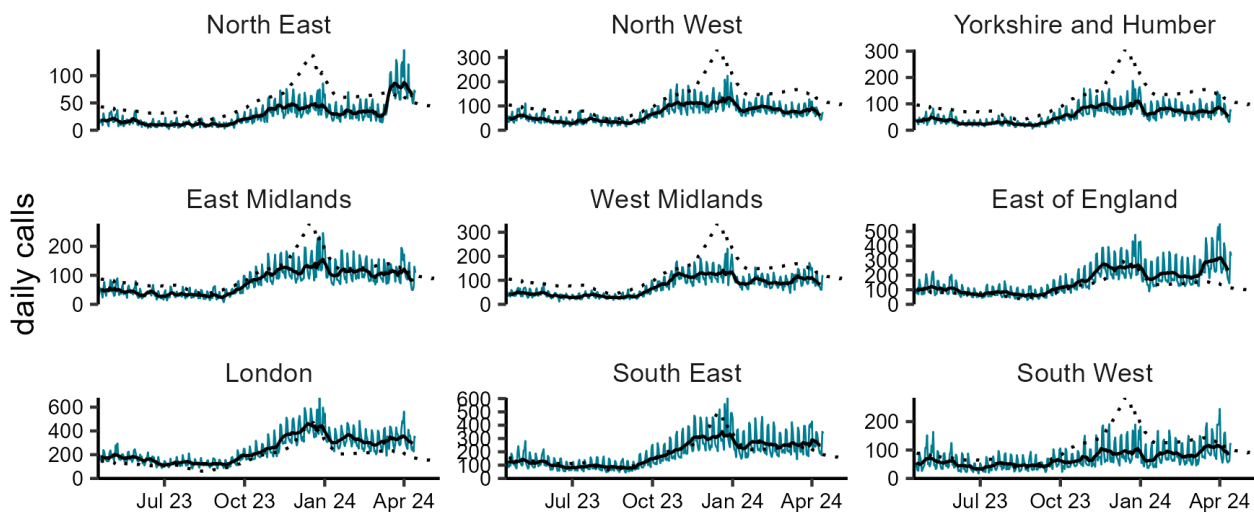 North East
North West
Yorkshire and Humber
100
50
0
300
200
100
0
300
200
100
0
East Midlands
West Midlands
East of England
200
100
0
300
200
100
0
500
400
300
200
100
0
daily calls
London
South East
South West
600
400
200
0
600
500
400
300
200
100
0
200
100
0
Jul 23 Oct 23 Jan 24 Apr 24
Jul 23 Oct 23 Jan 24 Apr 24
Jul 23 Oct 23 Jan 24 Apr 24